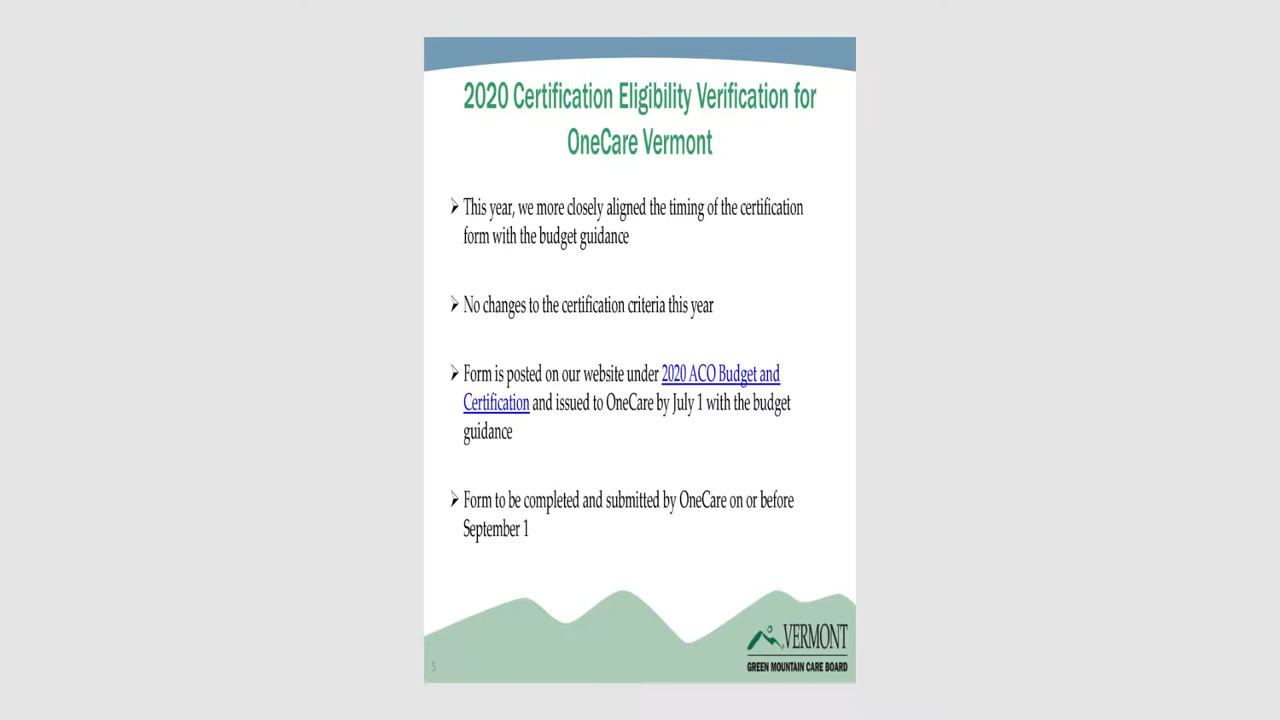 2020 Certification Eligibility Verification for
OneCare Vermont
➢ This year, we more closely aligned the timing of the certification
form with the budget guidance
➢ No changes to the certification criteria this year
➢ Form is posted on our website under 2020 ACO Budget and
Certification and issued to OneCare by July 1 with the budget
guidance
➢ Form to be completed and submitted by OneCare on or before
September 1
VERMONT
GREEN MOUNTAIN CARE BOARD
5